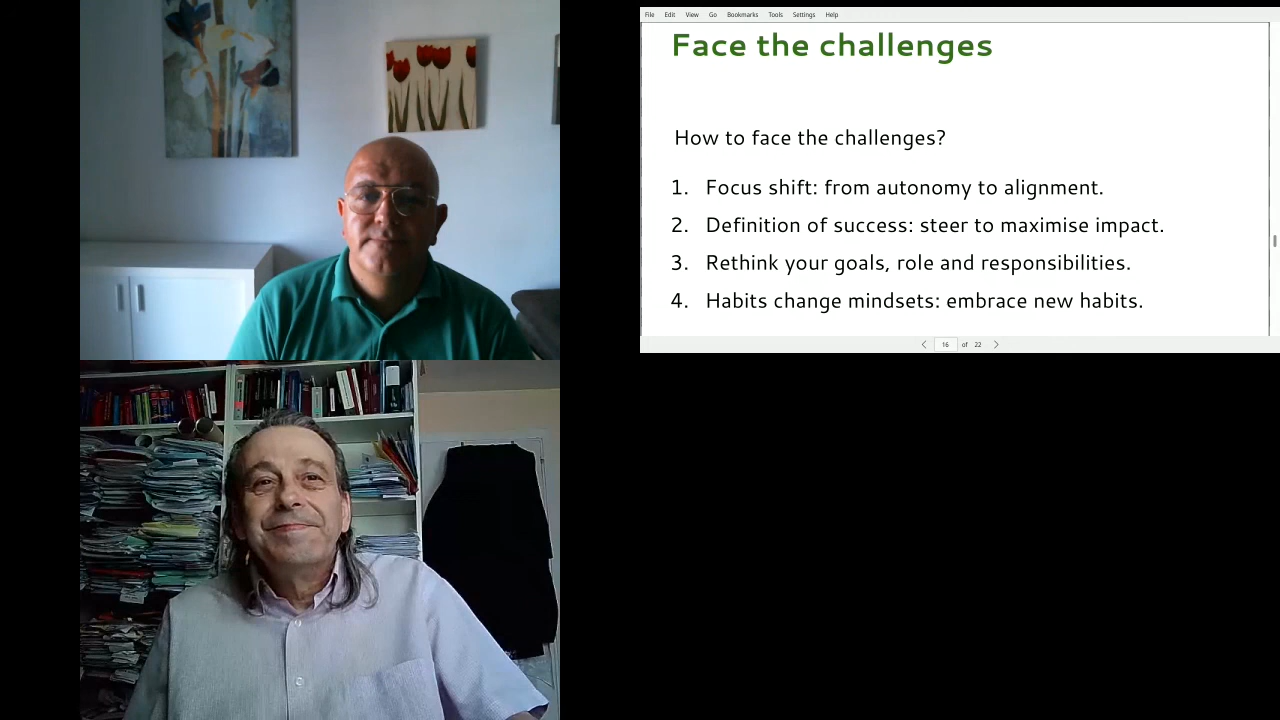 File Edit View Go Bookmarks Tools Settings Help
Face the challenges
How to face the challenges?
1. Focus shift: from autonomy to alignment.
2. Definition of success: steer to maximise impact.
3. Rethink your goals, role and responsibilities.
4. Habits change mindsets: embrace new habits.
16 of 22